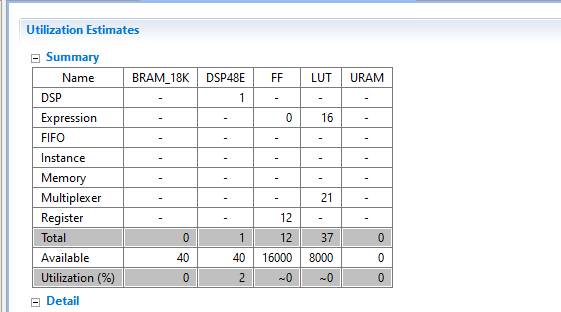 Utilization Estimates
Summary
Name BRAM_18K DSP48E FF LUT URAM
DSP - 1 - - -
Expression - - 0 16 -
FIFO - - - - -
Instance - - - - -
Memory - - - - -
Multiplexer - - - 21 -
Register - - 12 - -
Total 0 1 12 37 0
Available 40 40 16000 8000 0
Utilization (%) 0 2 ~0 ~0 0
Detail